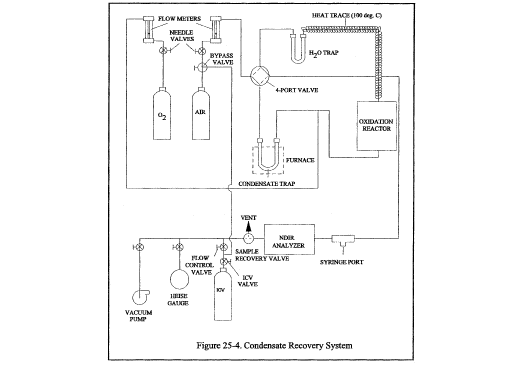 FLOW METERS
HEAT TRACE (100 deg. C)
NEEDLE
VALVES
BYPASS
VALVE
H2O TRAP
4-PORT VALVE
O2
AIR
OXIDATION
REACTOR
FURNACE
CONDENSATE TRAP
VENT
NDIR
ANALYZER
SAMPLE
RECOVERY VALVE
SYRINGE PORT
FLOW
CONTROL
VALVE
ICV
VALVE
HEISE
GAUGE
ICV
VACUUM
PUMP
Figure 25-4. Condensate Recovery System